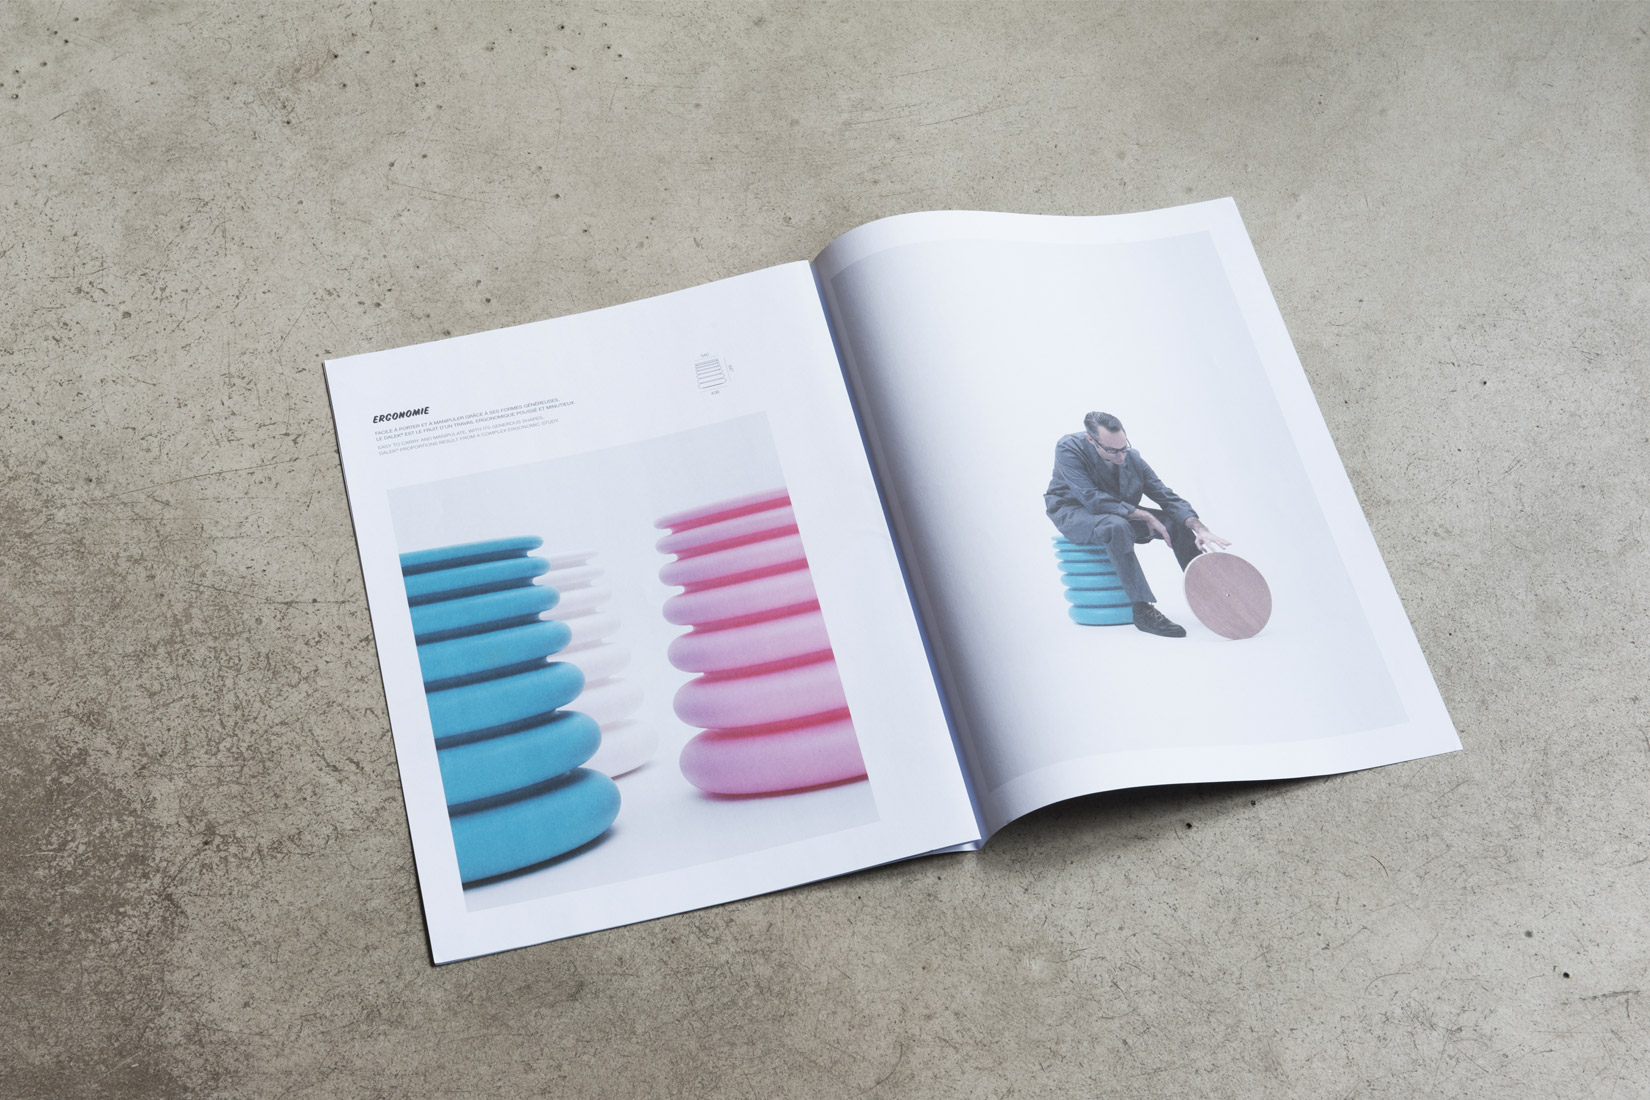 ERGONOMIE
FACILE À PORTER ET À MANIPULER GRÂCE À SES FORMES GÉNÉREUSES,
LE DALEK® EST LE FRUIT D'UN TRAVAIL ERGONOMIQUE POUSSÉ ET MINUTIEUX.
EASY TO CARRY AND MANIPULATE, WITH ITS GENEROUS SHAPES,
DALEK® PROPORTIONS RESULT FROM A COMPLEX ERGONOMIC STUDY.